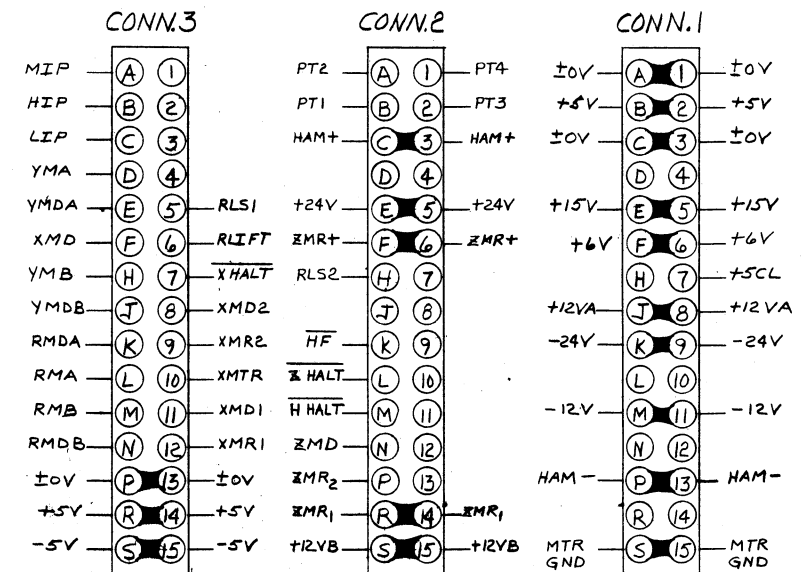 CONN.3 CONN.2 CONN.1
MIP A 1 PT2 A 1 PT4 ±0V A 1 ±0V
HIP B 2 PT1 B 2 PT3 +5V B 2 +5V
LIP C 3 HAM+ C 3 HAM+ ±0V C 3 ±0V
YMA D 4 D 4 D 4
YMDA E 5 RLS1 +24V E 5 +24V +15V E 5 +15V
XMD F 6 RLIFT ZMR+ F 6 ZMR+ +6V F 6 +6V
YMB H 7 XHALT RLS2 H 7 H 7 +5CL
YMDB J 8 XMD2 J 8 +12VA J 8 +12VA
RMDA K 9 XMR2 HF K 9 -24V K 9 -24V
RMA L 10 XMTR Z HALT L 10 L 10
RMB M 11 XMD1 H HALT M 11 -12V M 11 -12V
RMDB N 12 XMR1 ZMD N 12 N 12
±0V P 13 ±0V ZMR2 P 13 HAM- P 13 HAM-
+5V R 14 +5V ZMR1 R 14 ZMR1 R 14
-5V S 15 -5V +12VB S 15 +12VB MTR GND S 15 MTR GND